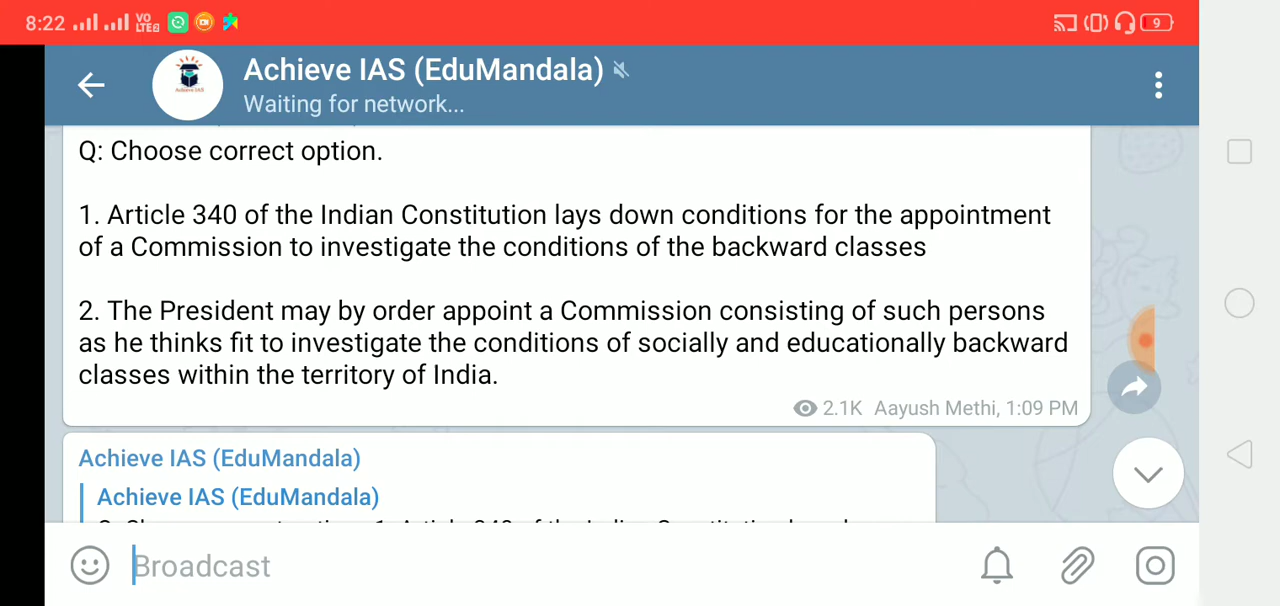 8:22 VO LTE2 9
Achieve IAS (EduMandala)
Waiting for network...
Q: Choose correct option.
1. Article 340 of the Indian Constitution lays down conditions for the appointment
of a Commission to investigate the conditions of the backward classes
2. The President may by order appoint a Commission consisting of such persons
as he thinks fit to investigate the conditions of socially and educationally backward
classes within the territory of India.
2.1K Aayush Methi, 1:09 PM
Achieve IAS (EduMandala)
Achieve IAS (EduMandala)
Broadcast